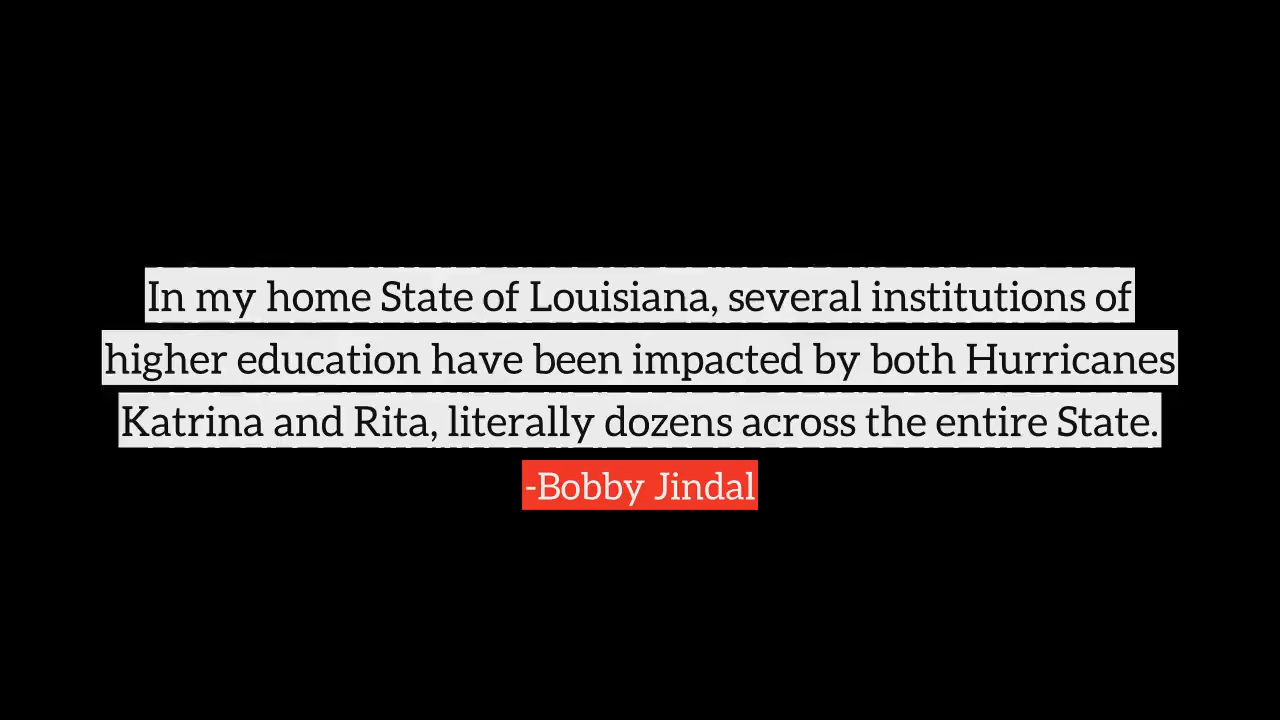 In my home State of Louisiana, several institutions of
higher education have been impacted by both Hurricanes
Katrina and Rita, literally dozens across the entire State.
-Bobby Jindal